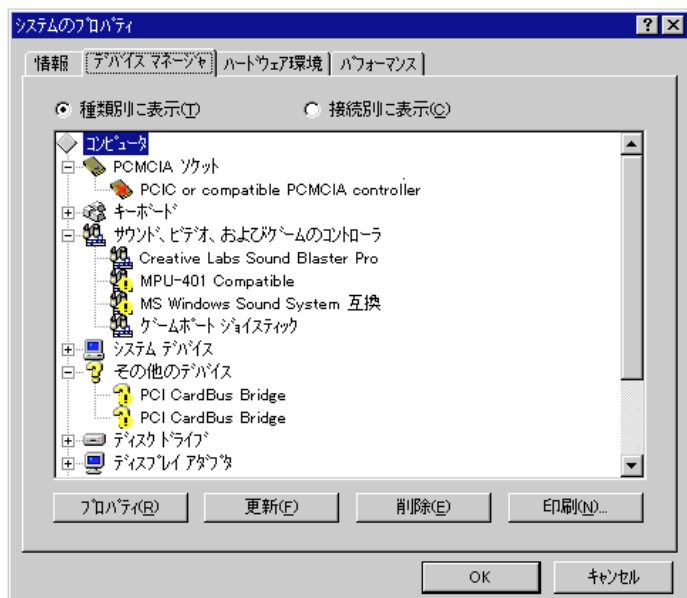 システムのプロパティ
情報 デバイス マネージャ ハードウェア環境 パフォーマンス
種類別に表示(T) 接続別に表示(C)
コンピュータ
PCMCIA ソケット
PCIC or compatible PCMCIA controller
キーボード
サウンド、ビデオ、およびゲームのコントローラ
Creative Labs Sound Blaster Pro
MPU-401 Compatible
MS Windows Sound System 互換
ゲームポート ジョイスティック
システム デバイス
その他のデバイス
PCI CardBus Bridge
PCI CardBus Bridge
ディスク ドライブ
ディスプレイ アダプタ
プロパティ(R) 更新(F) 削除(E) 印刷(N)...
OK キャンセル